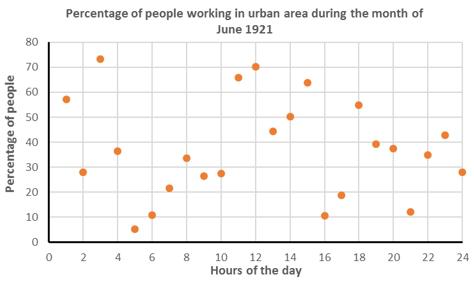 Percentage of people working in urban area during the month of
June 1921
80
70
60
50
40
30
20
10
0
Percentage of people
0 2 4 6 8 10 12 14 16 18 20 22 24
Hours of the day